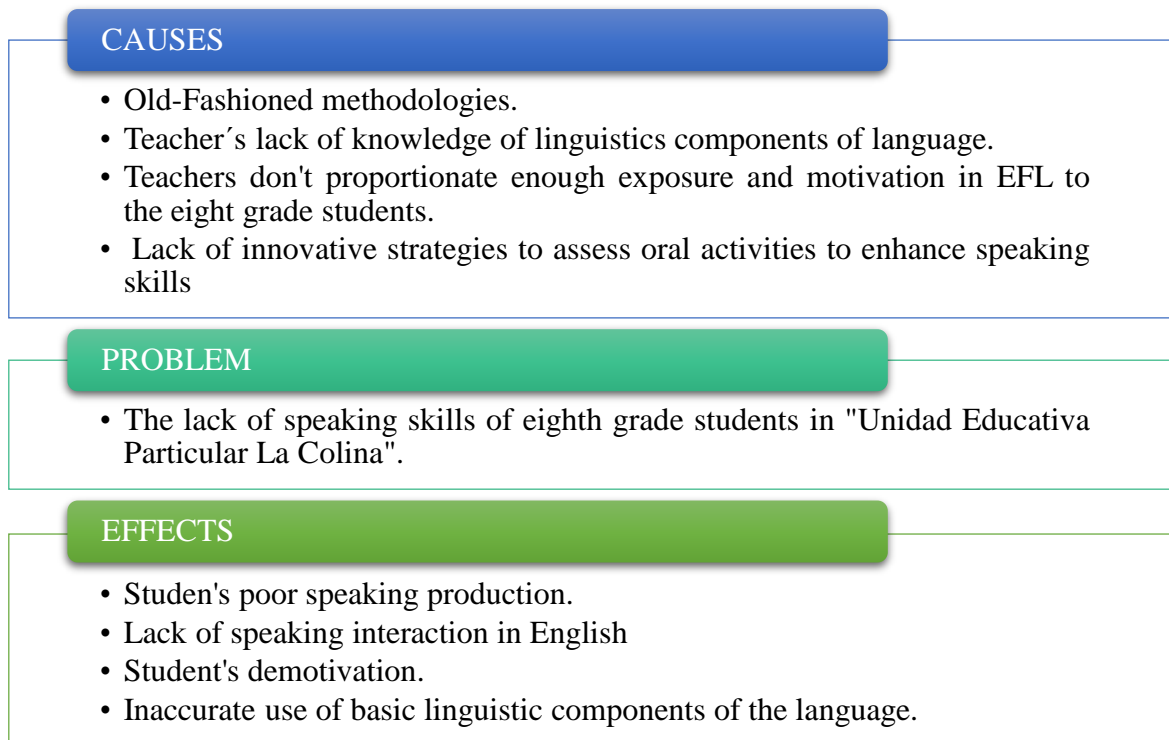 CAUSES
• Old-Fashioned methodologies.
• Teacher´s lack of knowledge of linguistics components of language.
• Teachers don't proportionate enough exposure and motivation in EFL to
the eight grade students.
• Lack of innovative strategies to assess oral activities to enhance speaking
skills
PROBLEM
• The lack of speaking skills of eighth grade students in "Unidad Educativa
Particular La Colina".
EFFECTS
• Studen's poor speaking production.
• Lack of speaking interaction in English
• Student's demotivation.
• Inaccurate use of basic linguistic components of the language.